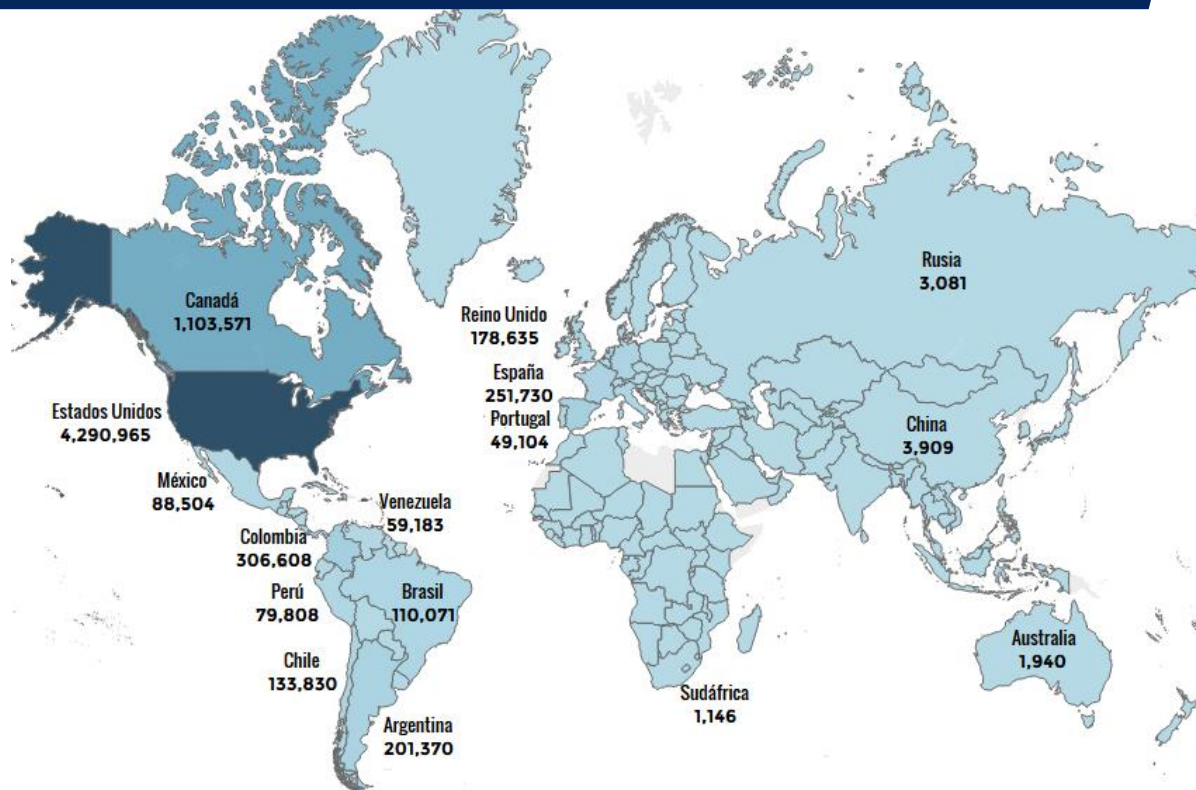 Canadá
1,103,571
Rusia
3,081
Reino Unido
178,635
España
251,730
Portugal
49,104
Estados Unidos
4,290,965
China
3,909
México
88,504
Venezuela
59,183
Colombia
306,608
Perú
79,808
Brasil
110,071
Australia
1,940
Chile
133,830
Sudáfrica
1,146
Argentina
201,370